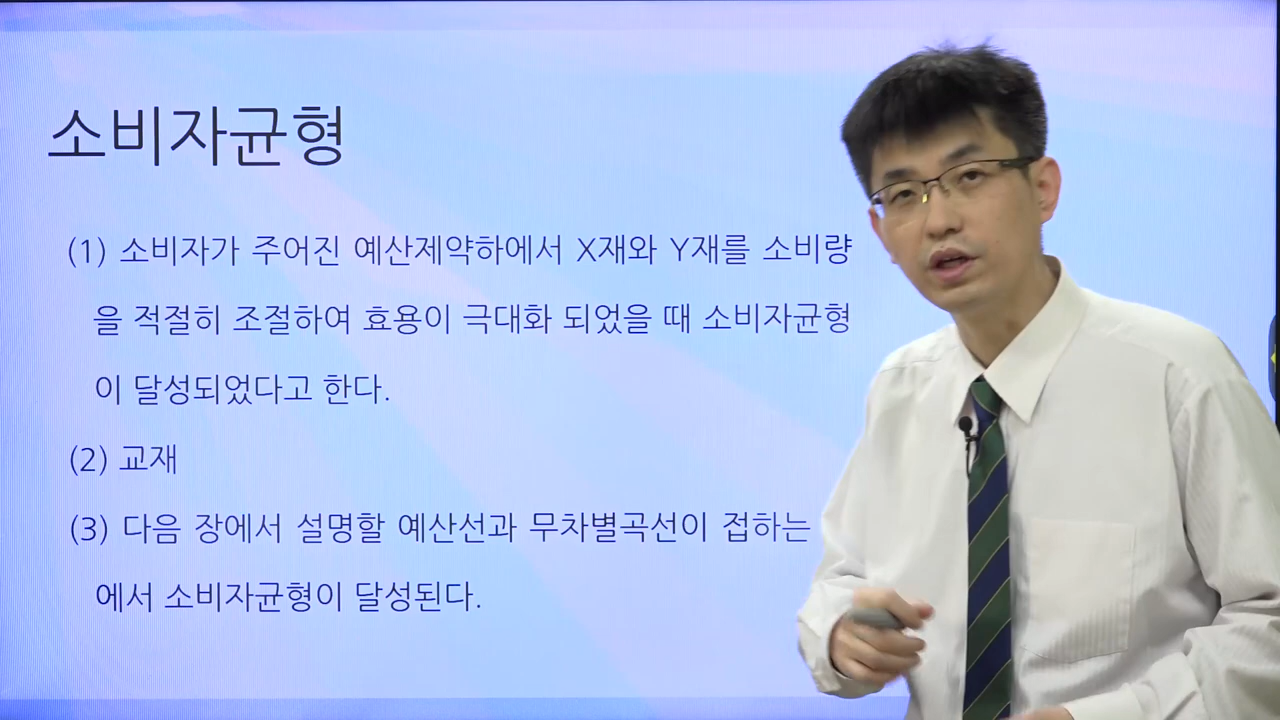 소비자균형
(1) 소비자가 주어진 예산제약하에서 X재와 Y재를 소비량
을 적절히 조절하여 효용이 극대화 되었을 때 소비자균형
이 달성되었다고 한다.
(2) 교재
(3) 다음 장에서 설명할 예산선과 무차별곡선이 접하는
에서 소비자균형이 달성된다.